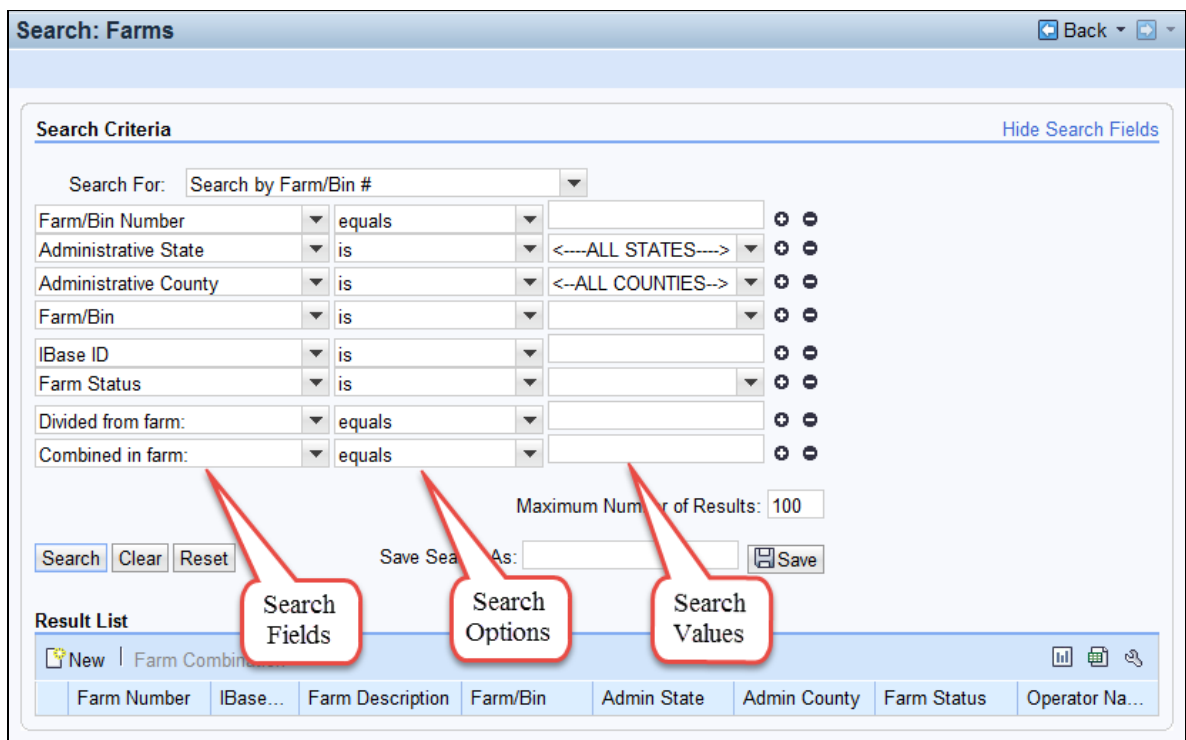 Search: Farms
Back
Search Criteria
Hide Search Fields
Search For: Search by Farm/Bin #
Farm/Bin Number equals
Administrative State is <----ALL STATES---->
Administrative County is <--ALL COUNTIES-->
Farm/Bin is
IBase ID is
Farm Status is
Divided from farm: equals
Combined in farm: equals
Maximum Number of Results: 100
Search Clear Reset Save Search As: Save
Search
Fields
Search
Options
Search
Values
Result List
New Farm Combination
Farm Number IBase... Farm Description Farm/Bin Admin State Admin County Farm Status Operator Na...